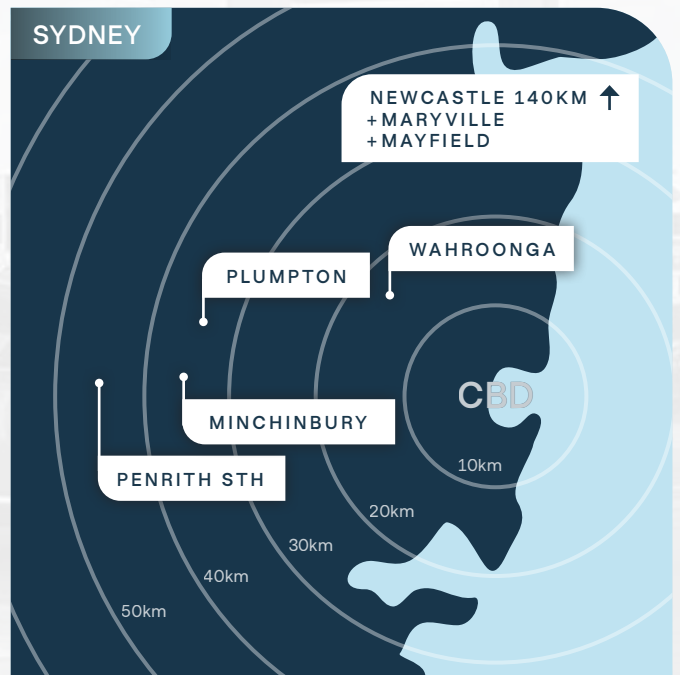 SYDNEY
NEWCASTLE 140KM
+MARYVILLE
+MAYFIELD
WAHROONGA
PLUMPTON
CBD
MINCHINBURY
10km
PENRITH STH
20km
30km
40km
50km